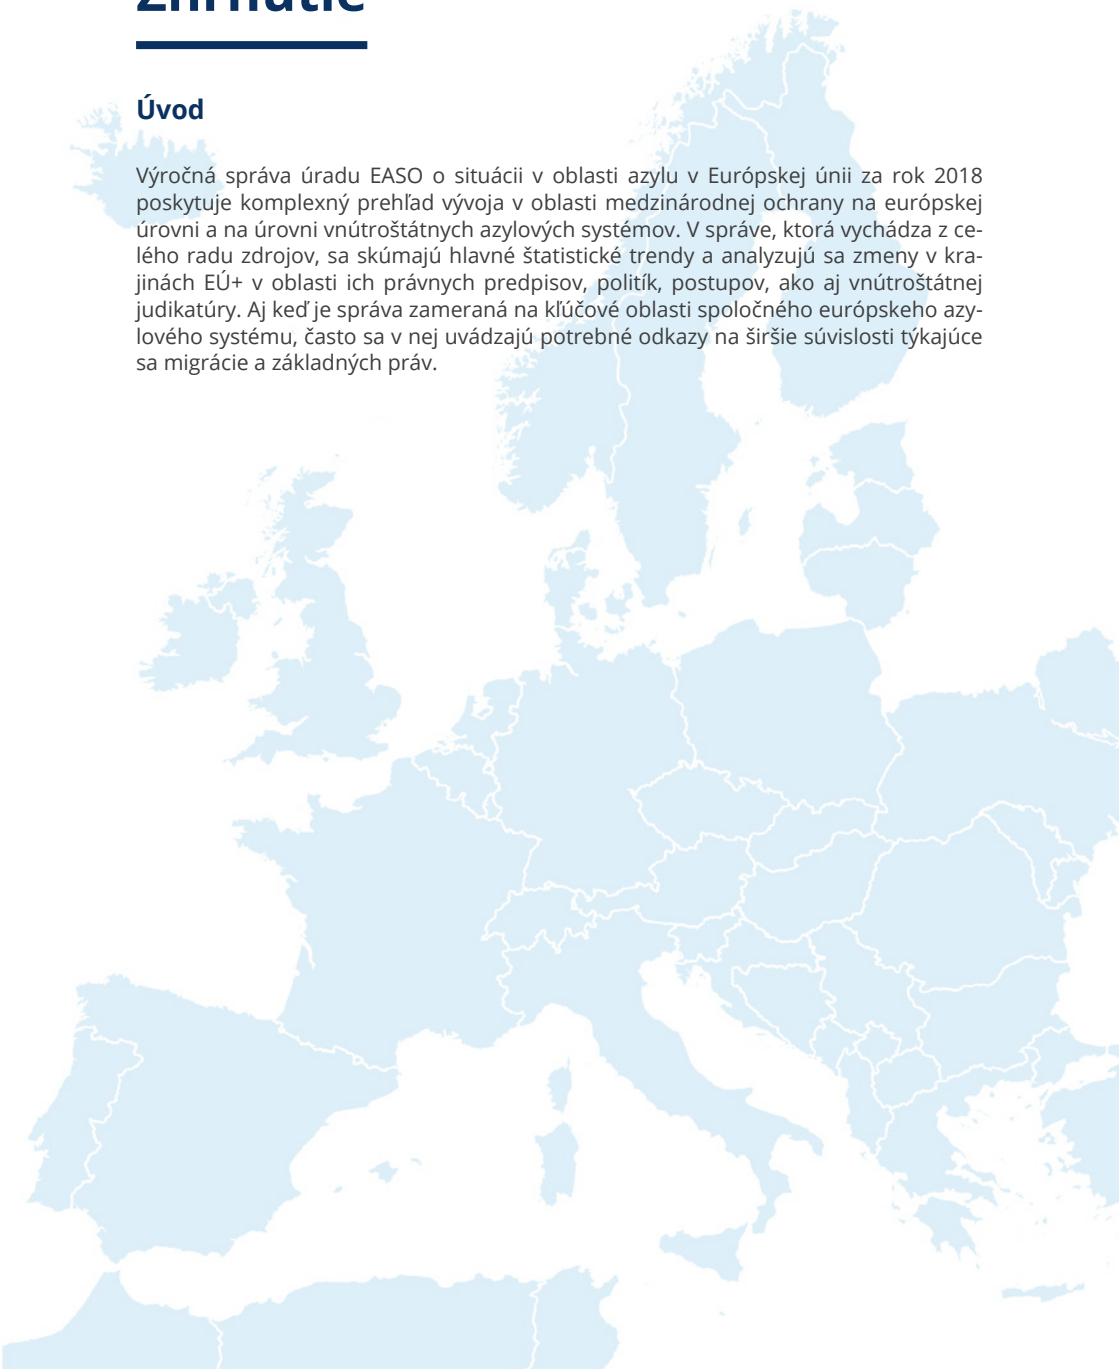 Zhrnutie
Úvod
Výročná správa úradu EASO o situácii v oblasti azylu v Európskej únii za rok 2018
poskytuje komplexný prehľad vývoja v oblasti medzinárodnej ochrany na európskej
úrovni a na úrovni vnútroštátnych azylových systémov. V správe, ktorá vychádza z ce-
lého radu zdrojov, sa skúmajú hlavné štatistické trendy a analyzujú sa zmeny v kra-
jinách EÚ+ v oblasti ich právnych predpisov, politík, postupov, ako aj vnútroštátnej
judikatúry. Aj keď je správa zameraná na kľúčové oblasti spoločného európskeho azy-
lového systému, často sa v nej uvádzajú potrebné odkazy na širšie súvislosti týkajúce
sa migrácie a základných práv.